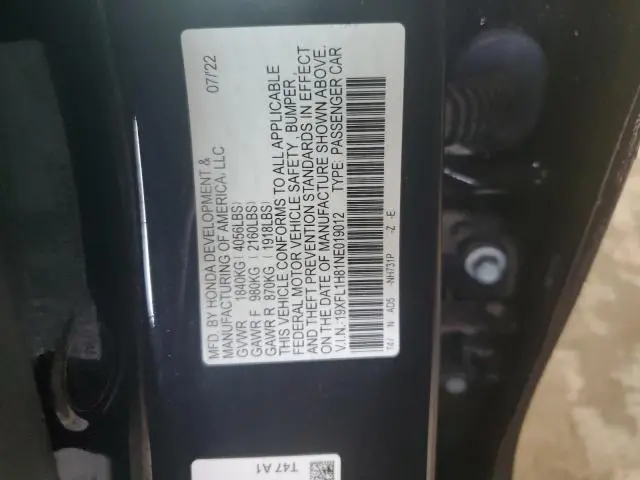 MFD. BY HONDA DEVELOPMENT & 07/'22
MANUFACTURING OF AMERICA, LLC
GVWR 1840KG( 4056LBS)
GAWR F 980KG ( 2160LBS)
GAWR R 870KG ( 1918LBS)
THIS VEHICLE CONFORMS TO ALL APPLICABLE
FEDERAL MOTOR VEHICLE SAFETY, BUMPER,
AND THEFT PREVENTION STANDARDS IN EFFECT
ON THE DATE OF MANUFACTURE SHOWN ABOVE.
V.I.N.:19XFL1H81NE019012 TYPE: PASSENGER CAR
N AD5 -NH731P -Z -E
T47 A1